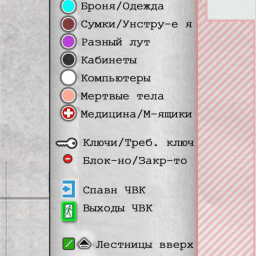 Броня/Одежда
Сумки/Унстру-е я
Разный лут
Кабинеты
Компьютеры
Мертвые тела
Медицина/М-ящики
Ключи/Треб. ключ
Блок-но/Закр-то
Спавн ЧВК
Выходы ЧВК
Лестницы вверх